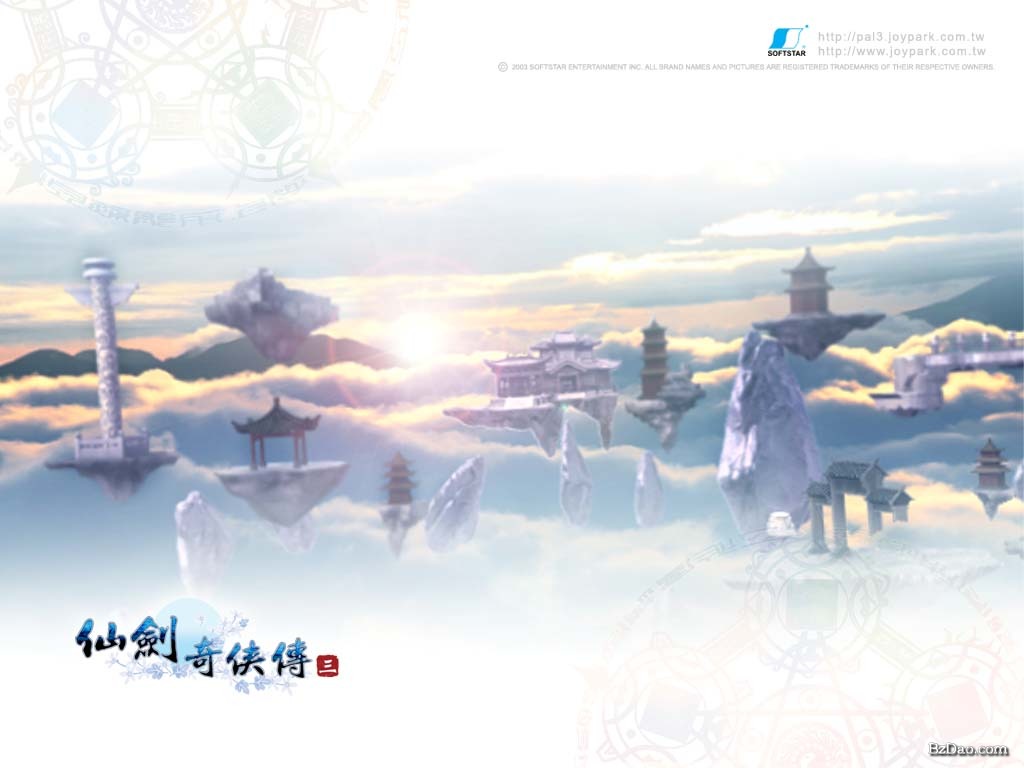 SOFTSTAR
http://pal3.joypark.com.tw
http://www.joypark.com.tw
© 2003 SOFTSTAR ENTERTAINMENT INC. ALL BRAND NAMES AND PICTURES ARE REGISTERED TRADEMARKS OF THEIR RESPECTIVE OWNERS.
仙劍奇俠傳三
BzDao.com